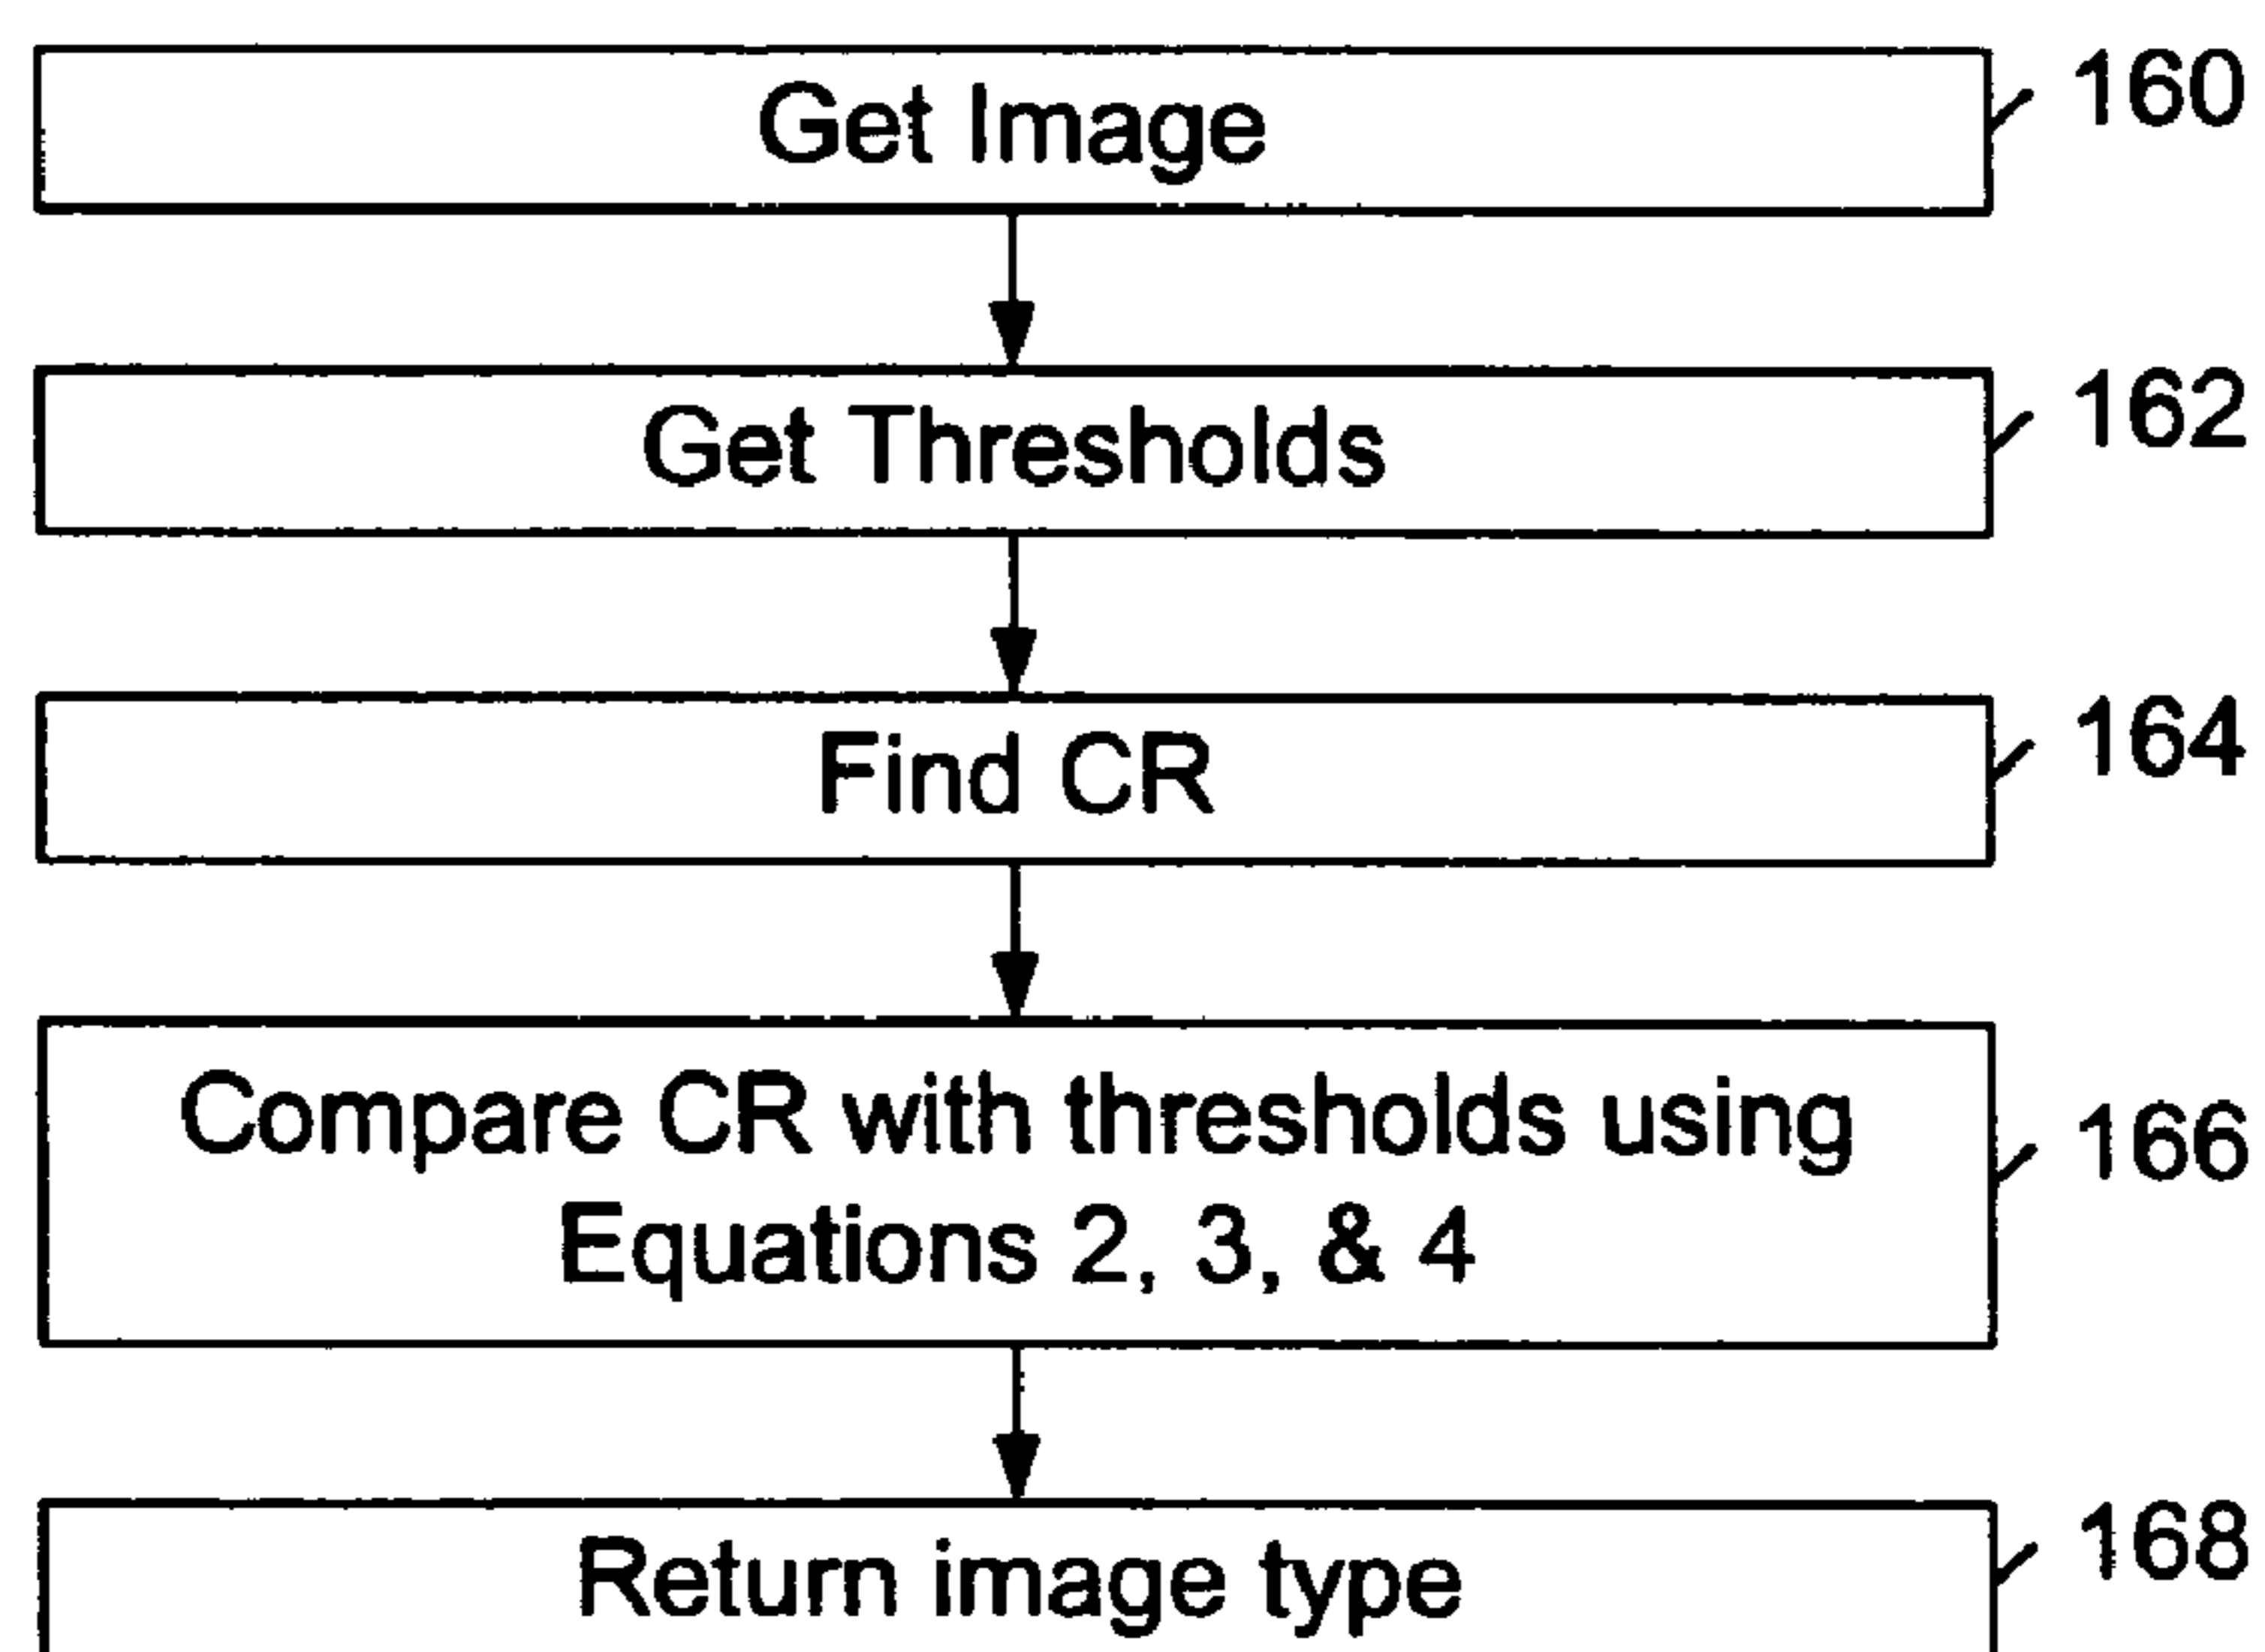 Get Image
160
Get Thresholds
162
Find CR
164
Compare CR with thresholds using
Equations 2, 3, & 4
166
Return image type
168